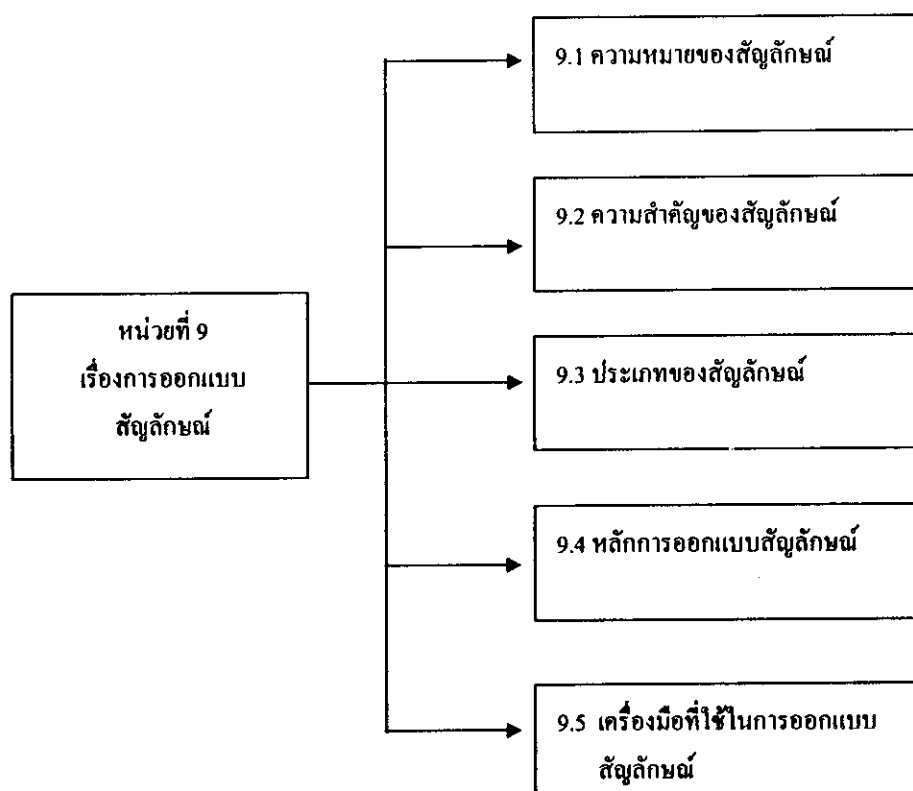 9.1 ความหมายของสัญลักษณ์
9.2 ความสำคัญของสัญลักษณ์
หน่วยที่ 9
เรื่องการออกแบบ
สัญลักษณ์
9.3 ประเภทของสัญลักษณ์
9.4 หลักการออกแบบสัญลักษณ์
9.5 เครื่องมือที่ใช้ในการออกแบบ
สัญลักษณ์